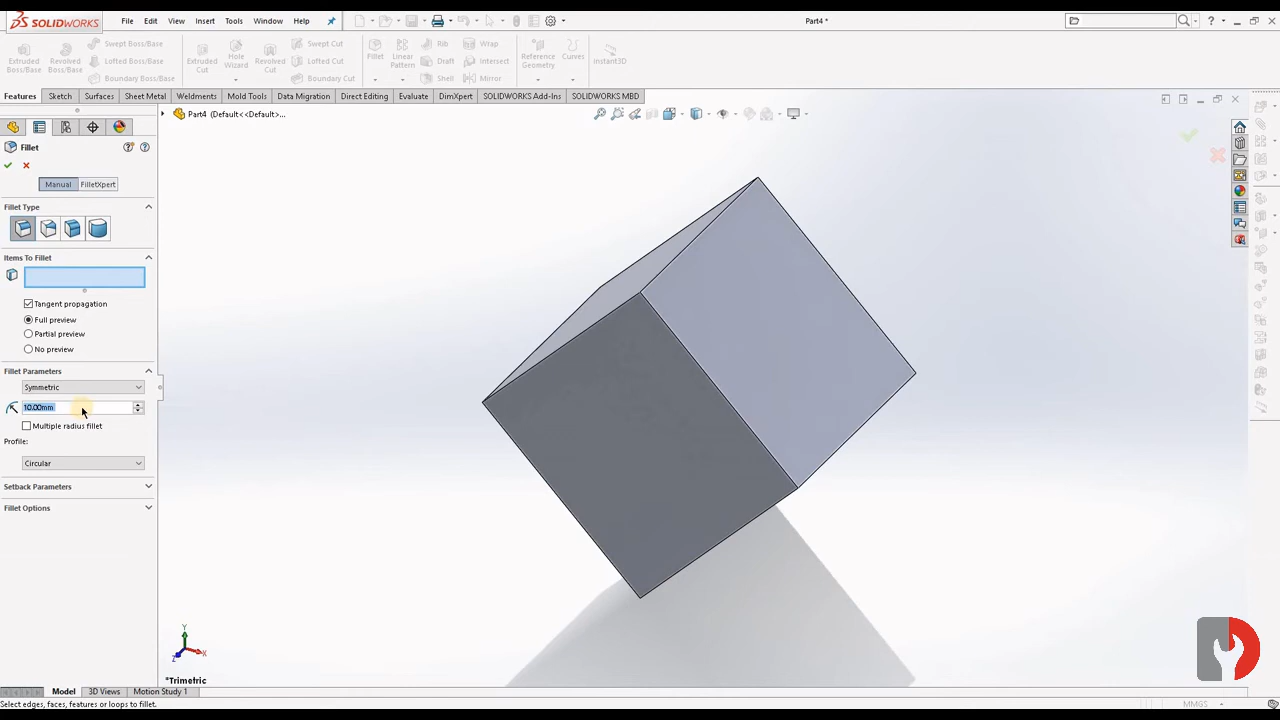 SOLIDWORKS File Edit View Insert Tools Window Help Part4 *
Extruded Boss/Base
Revolved Boss/Base
Swept Boss/Base
Lofted Boss/Base
Boundary Boss/Base
Extruded Cut
Hole Wizard
Revolved Cut
Swept Cut
Lofted Cut
Boundary Cut
Fillet
Linear Pattern
Rib
Draft
Shell
Wrap
Intersect
Mirror
Reference Geometry
Curves
Instant3D
Features Sketch Surfaces Sheet Metal Weldments Mold Tools Data Migration Direct Editing Evaluate DimXpert SOLIDWORKS Add-Ins SOLIDWORKS MBD
Part4 (Default<<Default>...
Fillet
Manual FilletXpert
Fillet Type
Items To Fillet
Tangent propagation
Full preview
Partial preview
No preview
Fillet Parameters
Symmetric
10.00mm
Multiple radius fillet
Profile:
Circular
Setback Parameters
Fillet Options
Y
Z X
*Trimetric
Model 3D Views Motion Study 1
Select edges, faces, features or loops to fillet. MMGS